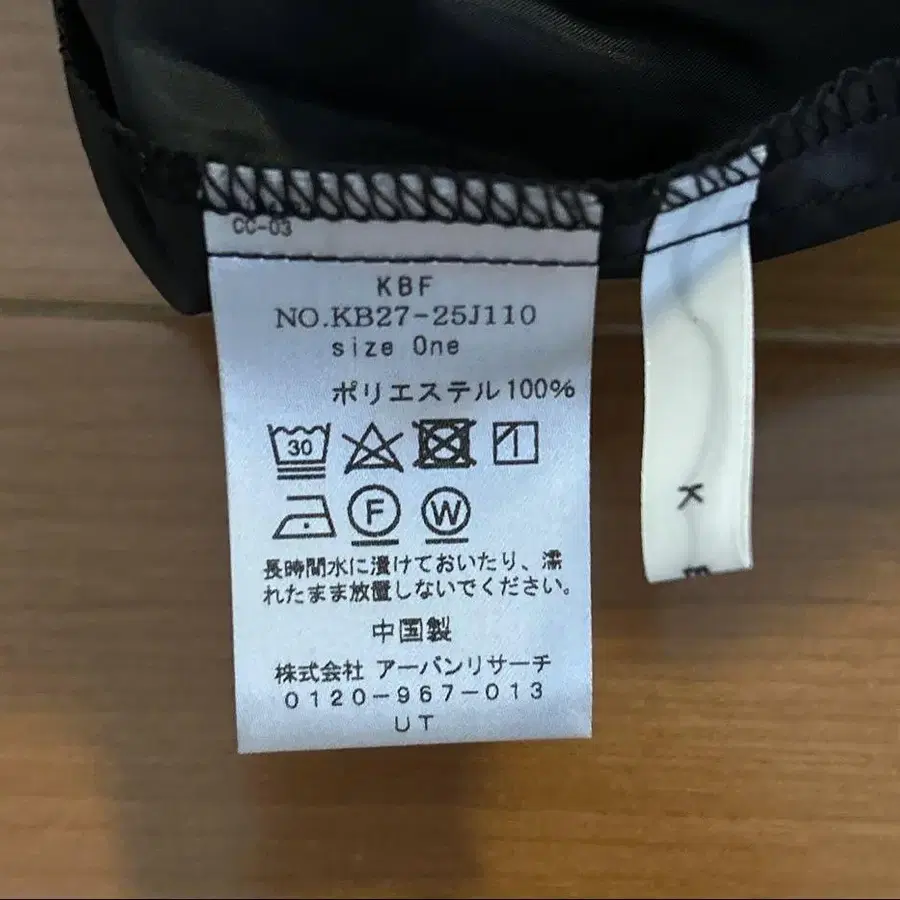 CC-03
KBF
NO.KB27-25J110
size One
ポリエステル100%
30
F W
長時間水に漬けておいたり、濡
れたまま放置しないでください。
中国製
株式会社 アーバンリサーチ
0120-967-013
UT
K